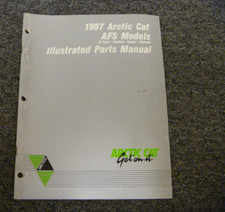 1987 Arctic Cat
AFS Models
Illustrated Parts Manual
ARCTIC CAT
Get on it